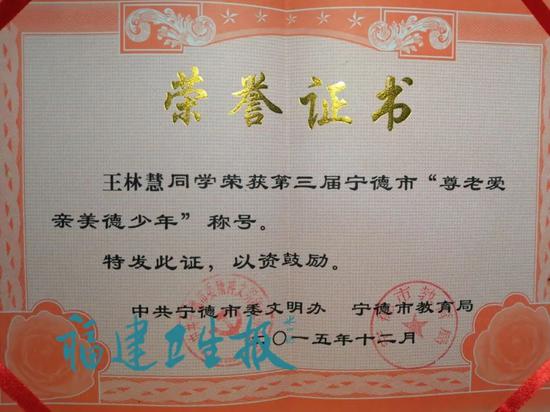 荣誉证书
王林慧同学荣获第三届宁德市“尊老爱
亲美德少年”称号。
特发此证，以资鼓励。
中共宁德市委文明办 宁德市教育局
福建卫生报
二〇一五年十二月